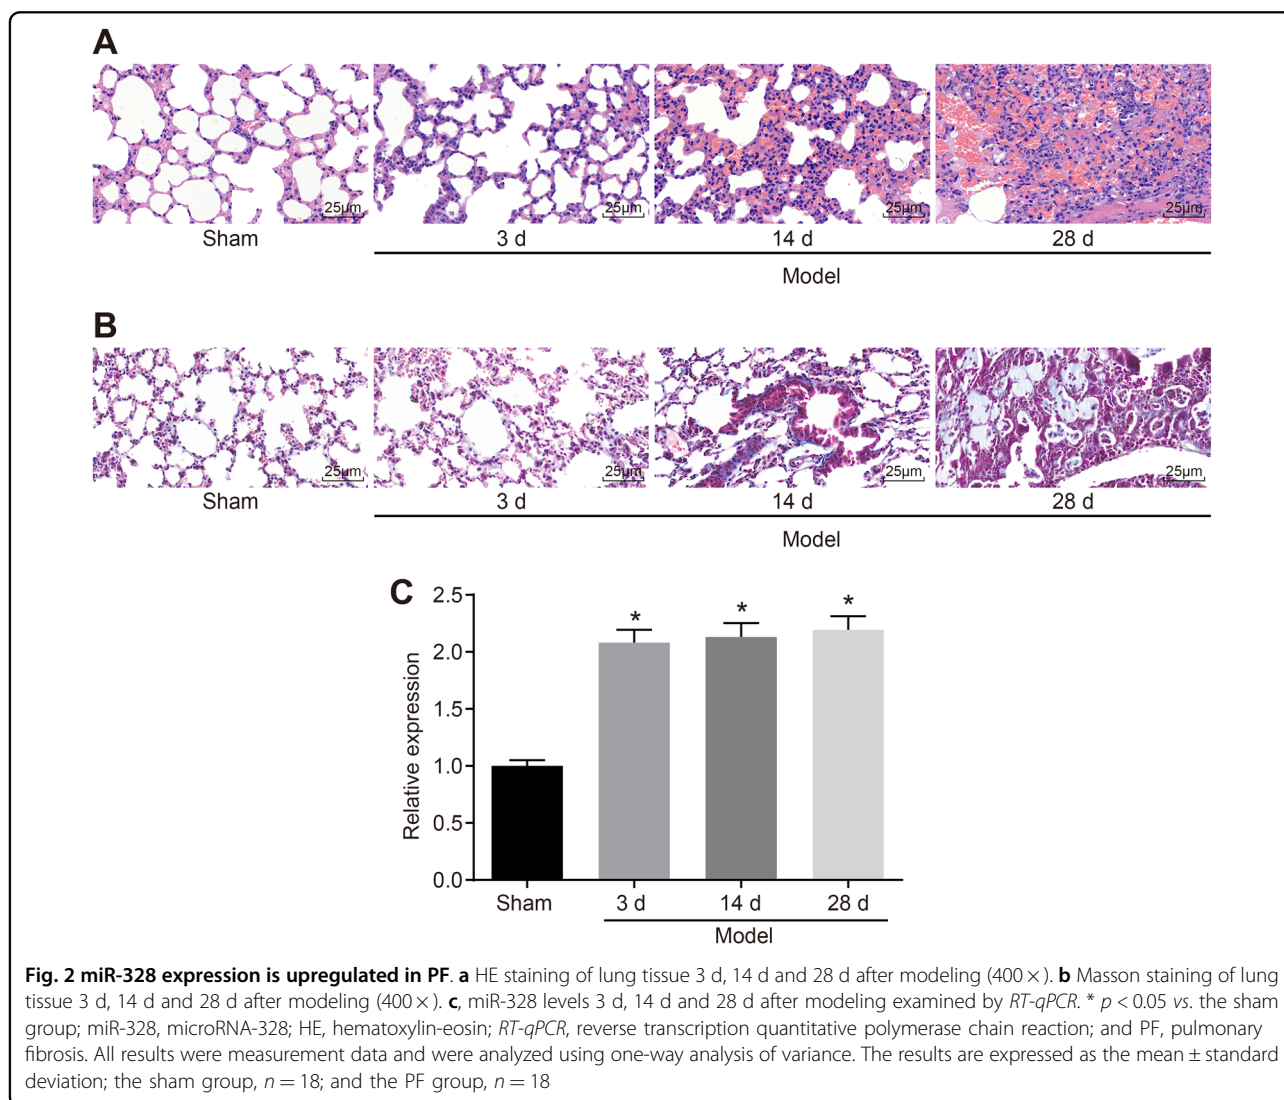 A
25μm 25μm 25μm 25μm
Sham 3 d 14 d 28 d
Model
B
25μm 25μm 25μm 25μm
Sham 3 d 14 d 28 d
Model
C
Relative expression
2.5
2.0
1.5
1.0
0.5
0.0
* * *
Sham 3 d 14 d 28 d
Model
Fig. 2 miR-328 expression is upregulated in PF. a HE staining of lung tissue 3 d, 14 d and 28 d after modeling (400 ×). b Masson staining of lung
tissue 3 d, 14 d and 28 d after modeling (400 ×). c, miR-328 levels 3 d, 14 d and 28 d after modeling examined by RT-qPCR. * p < 0.05 vs. the sham
group; miR-328, microRNA-328; HE, hematoxylin-eosin; RT-qPCR, reverse transcription quantitative polymerase chain reaction; and PF, pulmonary
fibrosis. All results were measurement data and were analyzed using one-way analysis of variance. The results are expressed as the mean ± standard
deviation; the sham group, n = 18; and the PF group, n = 18